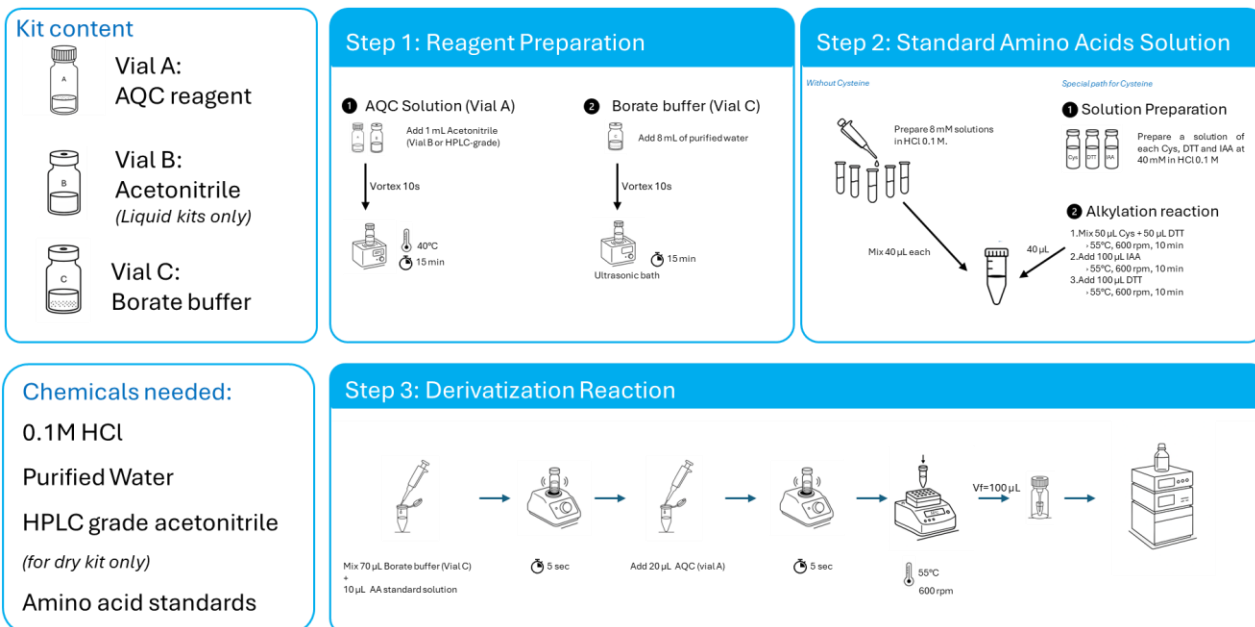 Kit content
A
Vial A:
AQC reagent
B
Vial B:
Acetonitrile
(Liquid kits only)
C
Vial C:
Borate buffer
Step 1: Reagent Preparation
1 AQC Solution (Vial A)
Add 1 mL Acetonitrile
(Vial B or HPLC-grade)
Vortex 10s
40°C
15 min
2 Borate buffer (Vial C)
Add 8 mL of purified water
Vortex 10s
15 min
Ultrasonic bath
Step 2: Standard Amino Acids Solution
Without Cysteine
Prepare 8 mM solutions
in HCl 0.1 M.
Mix 40 µL each
Special path for Cysteine
1 Solution Preparation
Cys DTT IAA
Prepare a solution of
each Cys, DTT and IAA at
40 mM in HCl 0.1 M
2 Alkylation reaction
1.Mix 50 µL Cys + 50 µL DTT
- 55°C, 600 rpm, 10 min
2.Add 100 µL IAA
- 55°C, 600 rpm, 10 min
3.Add 100 µL DTT
- 55°C, 600 rpm, 10 min
40 µL
Chemicals needed:
0.1M HCl
Purified Water
HPLC grade acetonitrile
(for dry kit only)
Amino acid standards
Step 3: Derivatization Reaction
Mix 70 µL Borate buffer (Vial C)
+
10 µL AA standard solution
5 sec
Add 20 µL AQC (vial A)
5 sec
55°C
600 rpm
Vf=100 µL